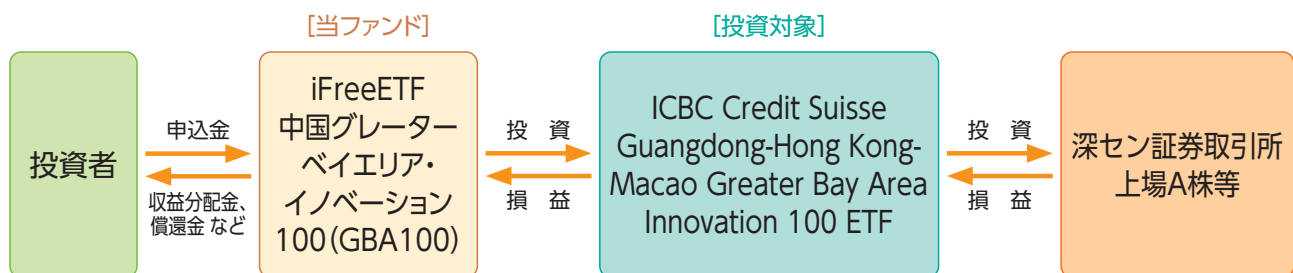 [当ファンド]
[投資対象]
投資者
申込金
収益分配金、
償還金 など
iFreeETF
中国グレーター
ベイエリア・
イノベーション
100(GBA100)
投 資
損 益
ICBC Credit Suisse
Guangdong-Hong Kong-
Macao Greater Bay Area
Innovation 100 ETF
投 資
損 益
深セン証券取引所
上場A株等